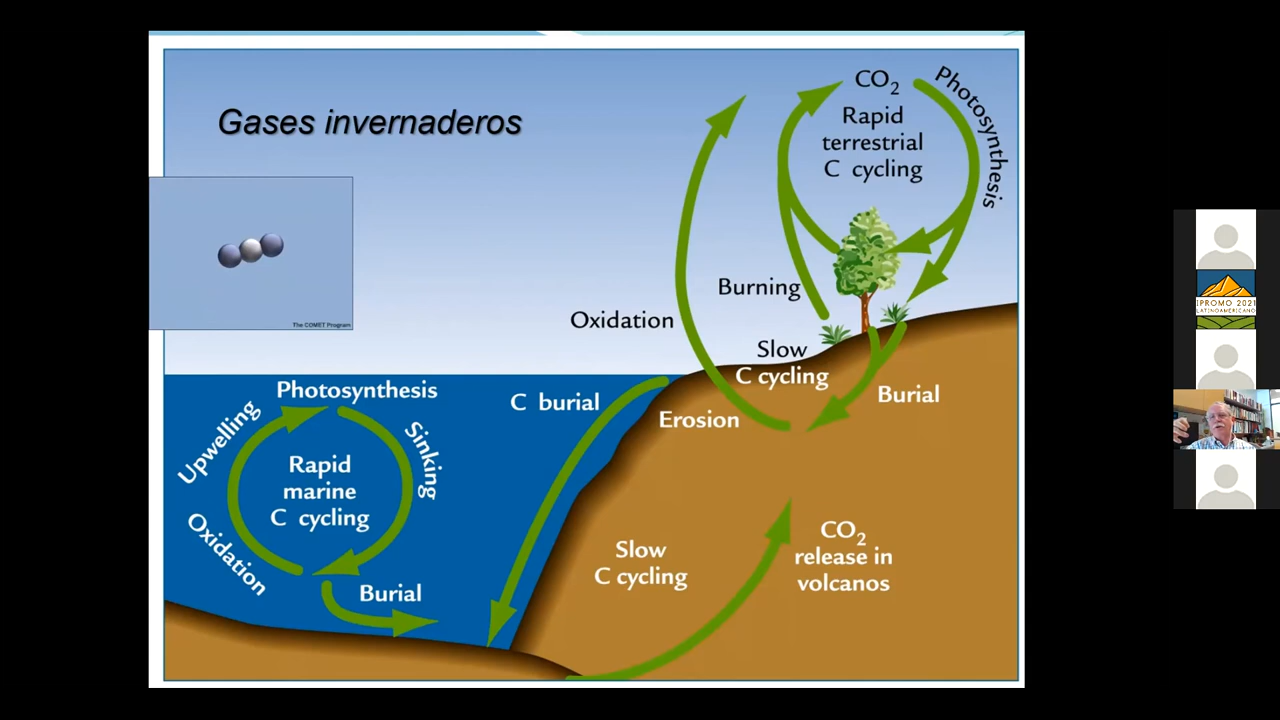 Gases invernaderos
The COMET Program
CO₂
Rapid
terrestrial
C cycling
Photosynthesis
Burning
Oxidation
Slow
C cycling
Burial
Erosion
C burial
Photosynthesis
Upwelling
Sinking
Rapid
marine
C cycling
Oxidation
Burial
Slow
C cycling
CO₂
release in
volcanos
IPROMO 2021
LATINOAMERICANO